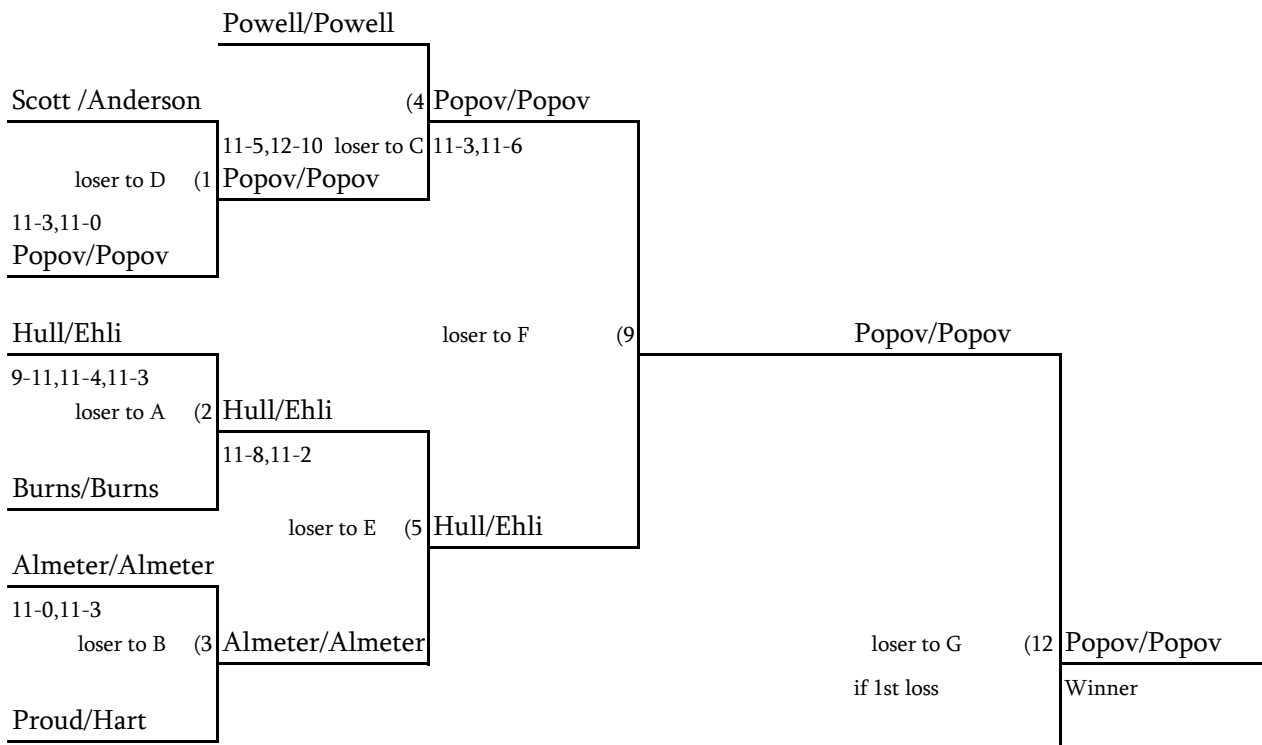 Powell/Powell
Scott /Anderson
(4 Popov/Popov
11-5,12-10 loser to C 11-3,11-6
loser to D (1 Popov/Popov
11-3,11-0
Popov/Popov
Hull/Ehli
loser to F (9
Popov/Popov
9-11,11-4,11-3
loser to A (2 Hull/Ehli
11-8,11-2
Burns/Burns
loser to E (5 Hull/Ehli
Almeter/Almeter
11-0,11-3
loser to B (3 Almeter/Almeter
loser to G (12 Popov/Popov
if 1st loss
Winner
Proud/Hart